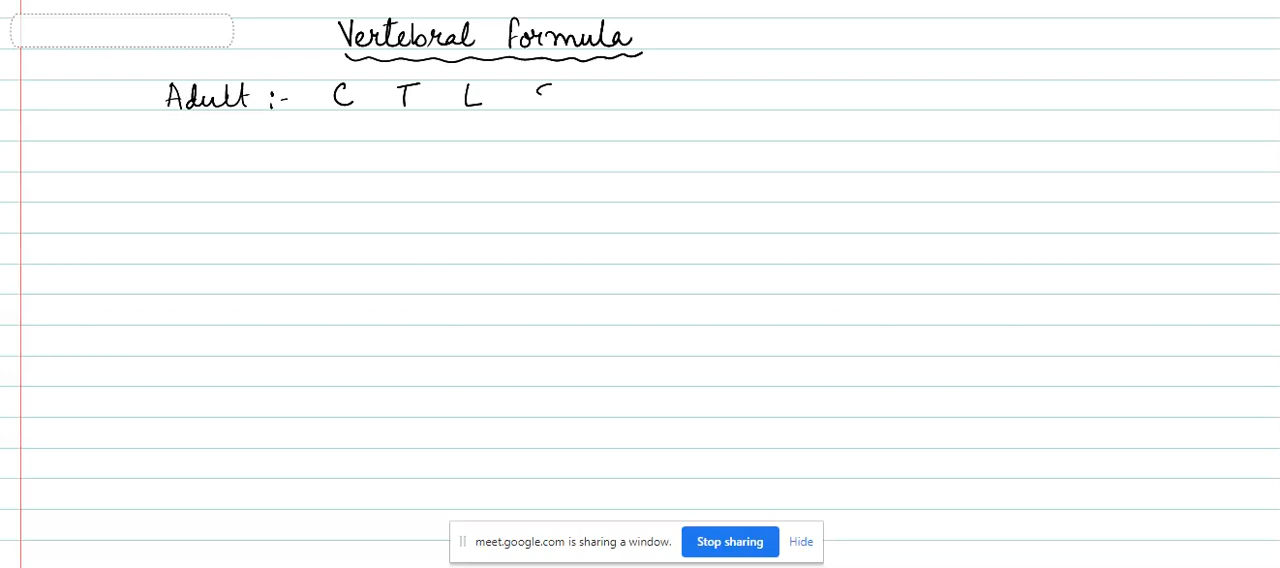 Vertebral formula
Adult :- C T L
meet.google.com is sharing a window. Stop sharing Hide